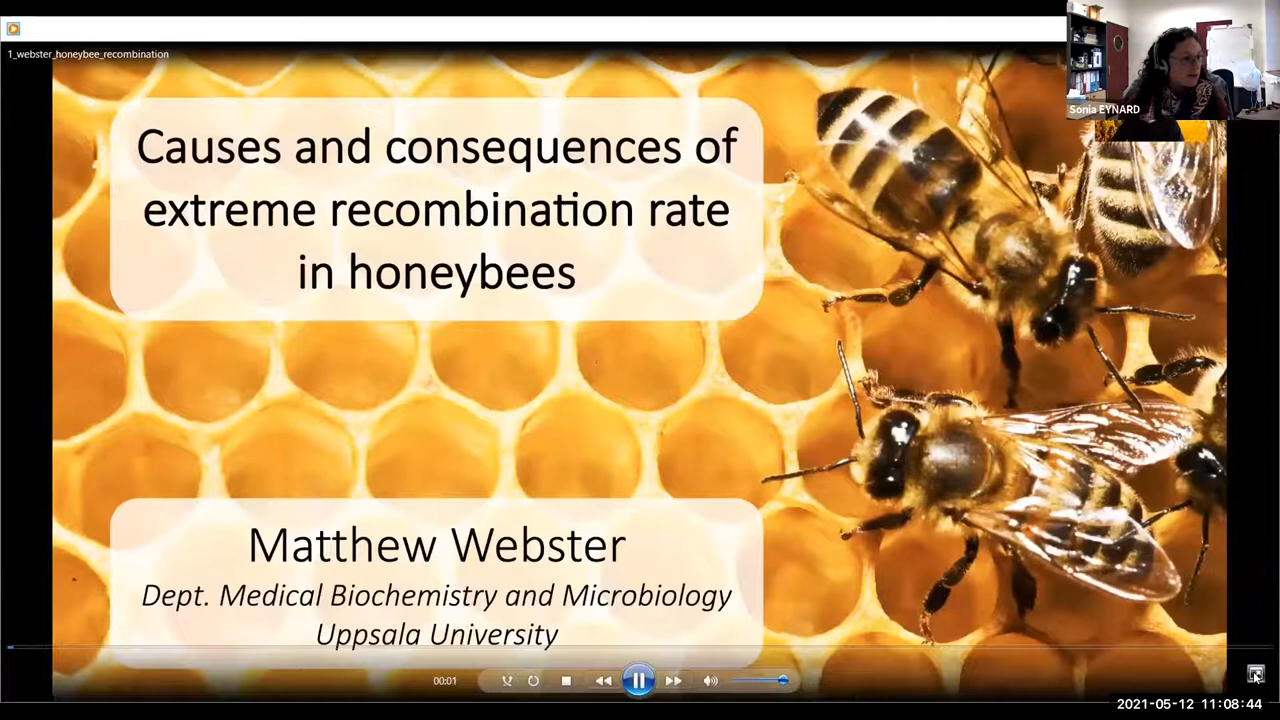 1_webster_honeybee_recombination
Sonia EYNARD
Causes and consequences of
extreme recombination rate
in honeybees
Matthew Webster
Dept. Medical Biochemistry and Microbiology
Uppsala University
00:01
2021-05-12 11:08:44